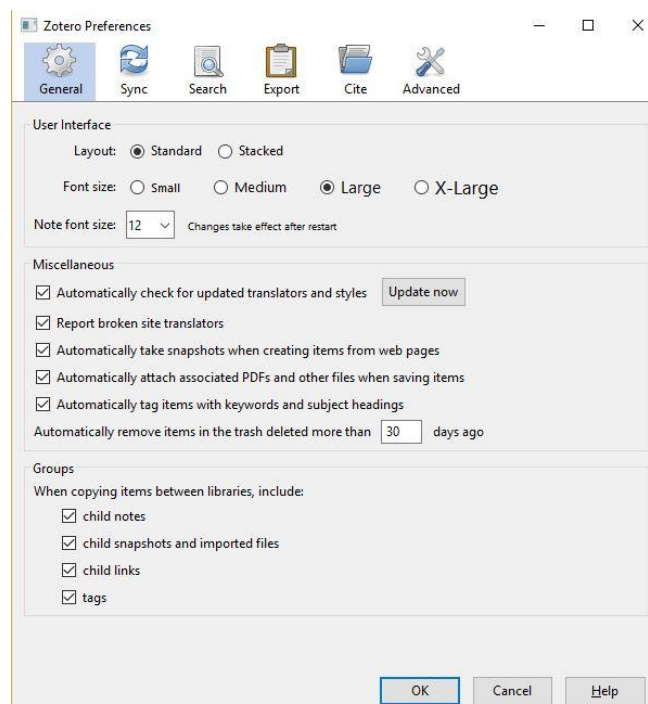 Zotero Preferences
General Sync Search Export Cite Advanced
User Interface
Layout: Standard Stacked
Font size: Small Medium Large X-Large
Note font size: 12 Changes take effect after restart
Miscellaneous
Automatically check for updated translators and styles Update now
Report broken site translators
Automatically take snapshots when creating items from web pages
Automatically attach associated PDFs and other files when saving items
Automatically tag items with keywords and subject headings
Automatically remove items in the trash deleted more than 30 days ago
Groups
When copying items between libraries, include:
child notes
child snapshots and imported files
child links
tags
OK Cancel Help